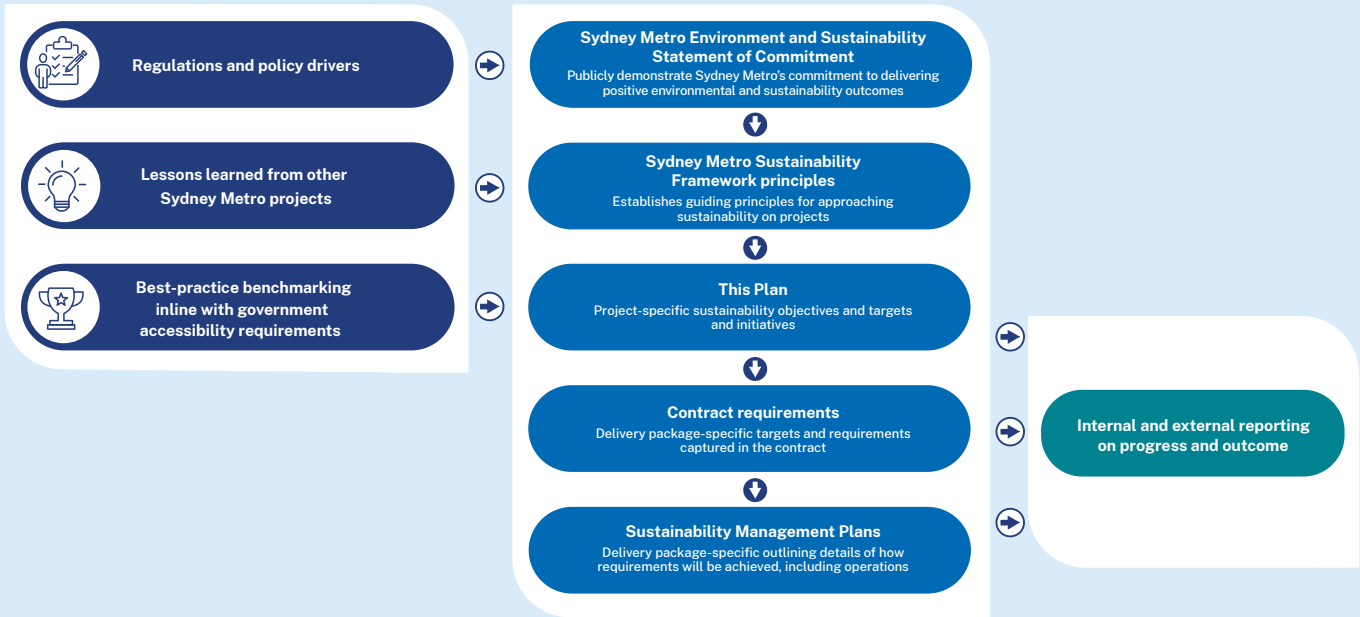 Regulations and policy drivers
Lessons learned from other
Sydney Metro projects
Best-practice benchmarking
inline with government
accessibility requirements
Sydney Metro Environment and Sustainability
Statement of Commitment
Publicly demonstrate Sydney Metro's commitment to delivering
positive environmental and sustainability outcomes
Sydney Metro Sustainability
Framework principles
Establishes guiding principles for approaching
sustainability on projects
This Plan
Project-specific sustainability objectives and targets
and initiatives
Contract requirements
Delivery package-specific targets and requirements
captured in the contract
Sustainability Management Plans
Delivery package-specific outlining details of how
requirements will be achieved, including operations
Internal and external reporting
on progress and outcome